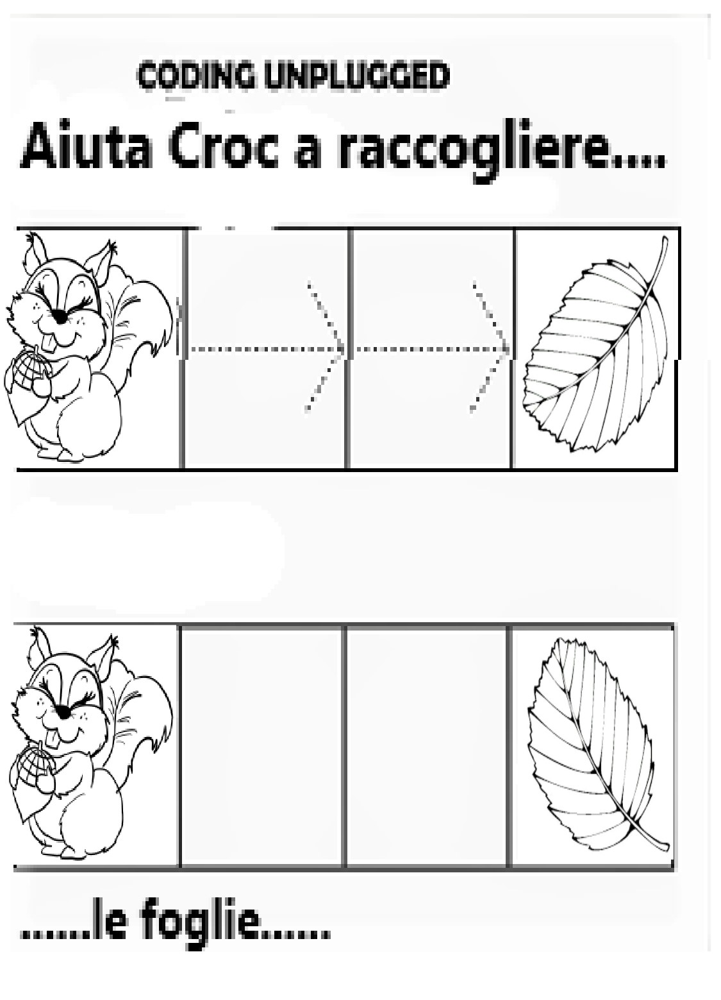 CODING UNPLUGGED
Aiuta Croc a raccogliere....
......le foglie......